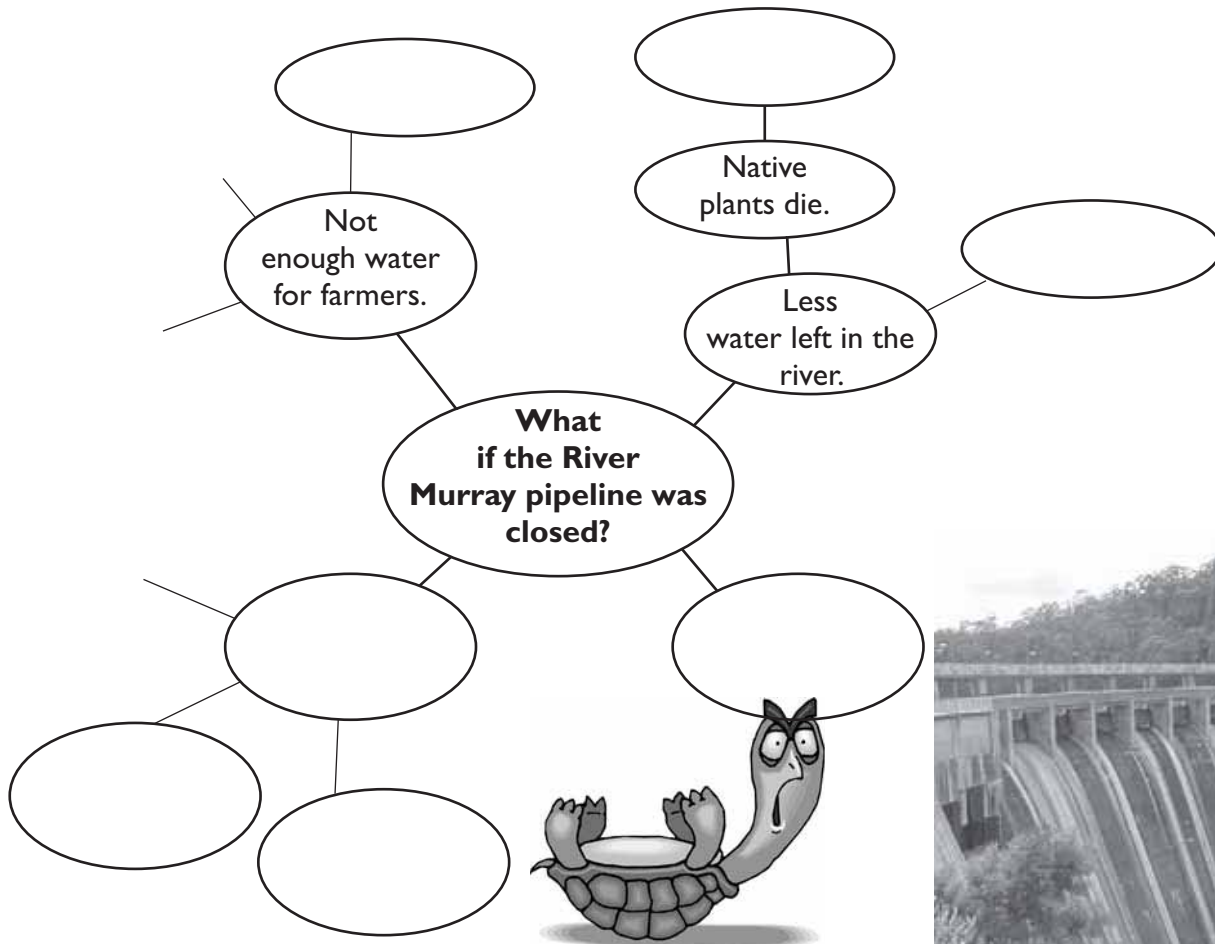 Native
plants die.
Not
enough water
for farmers.
Less
water left in the
river.
What
if the River
Murray pipeline was
closed?